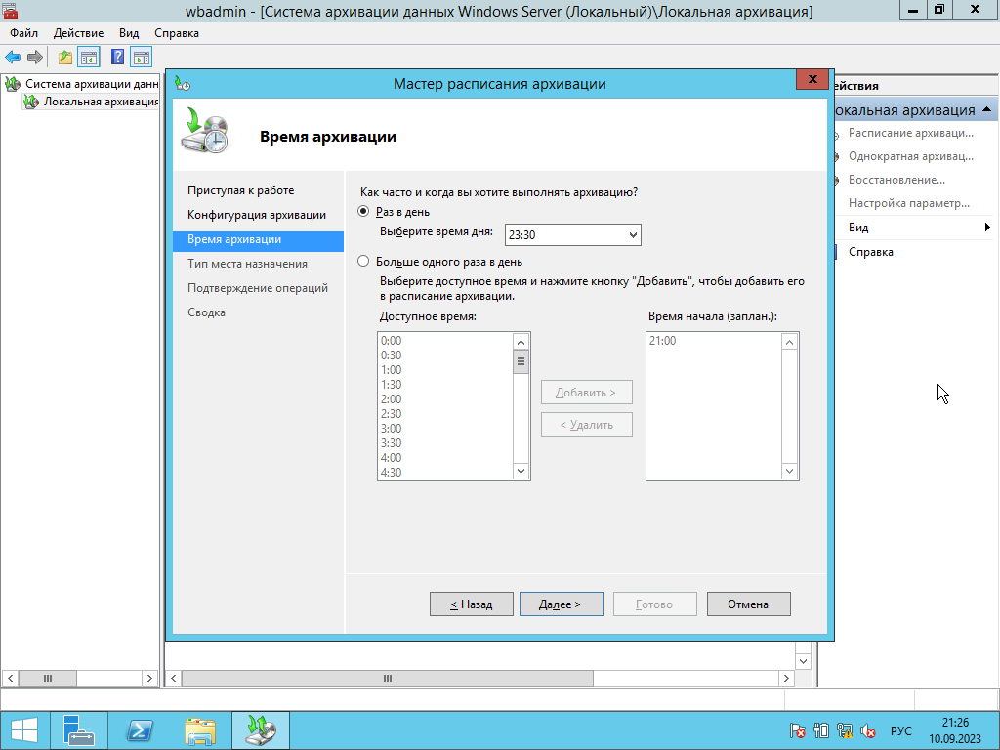 wbadmin - [Система архивации данных Windows Server (Локальный)\Локальная архивация]
Файл Действие Вид Справка
Система архивации данн
Локальная архивация
Мастер расписания архивации
Время архивации
Приступая к работе
Конфигурация архивации
Время архивации
Тип места назначения
Подтверждение операций
Сводка
Как часто и когда вы хотите выполнять архивацию?
Раз в день
Выберите время дня:
23:30
Больше одного раза в день
Выберите доступное время и нажмите кнопку "Добавить", чтобы добавить его
в расписание архивации.
Доступное время:
0:00
0:30
1:00
1:30
2:00
2:30
3:00
3:30
4:00
4:30
Добавить >
< Удалить
Время начала (заплан.):
21:00
< Назад
Далее >
Готово
Отмена
ействия
окальная архивация
Расписание архиваци...
Однократная архивац...
Восстановление...
Настройка параметр...
Вид
Справка
РУС
21:26
10.09.2023